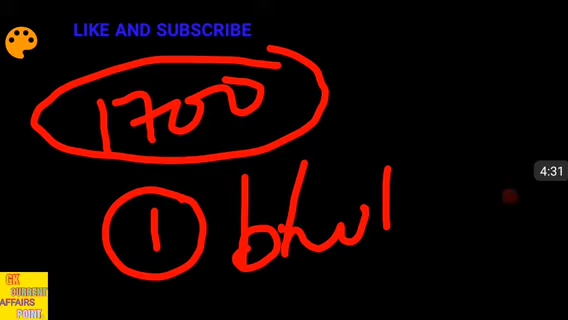 LIKE AND SUBSCRIBE
1700
4:31
1 bhul
GK
CURRENT
AFFAIRS
POINT